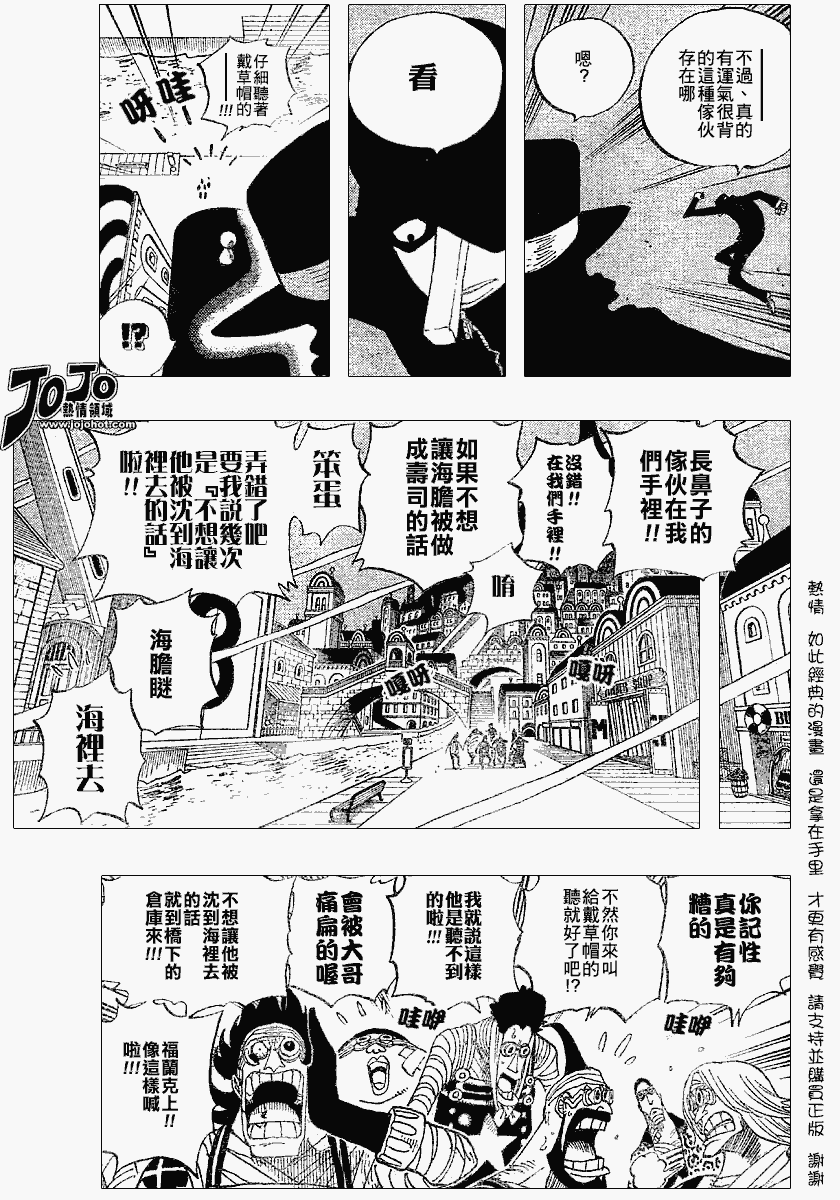 不過、真的
有運氣很背
的這種傢伙
存在哪
嗯？
看
仔細聽著
戴草帽的
!!!
哇
呀
!?
JOJO
熱情領域
www.jojohot.com
長鼻子的
傢伙在我
們手裡!!
沒錯!!
在我們手裡!!
如果不想
讓海膽被做
成壽司的話
笨蛋
弄錯了吧
要我說幾次
是『不想讓
他被沈到海
裡去的話』
啦!!
唷
海膽瞇
海裡去
嘎呀
嘎呀
M
你記性
真是有夠
糟的
不然你來叫
給戴草帽的
聽就好了吧!?
我就說這樣
他是聽不到
的啦!!!
會被大哥
痛扁的喔
不想讓他被
沈到海裡去
的話
就到橋下的
倉庫來!!!
福蘭克上!!
像這樣喊
啦!!!
哇咿
哇咿
熱情 如此經典的漫畫 還是拿在手里 才更有感覺 請支持並購買正版 謝謝